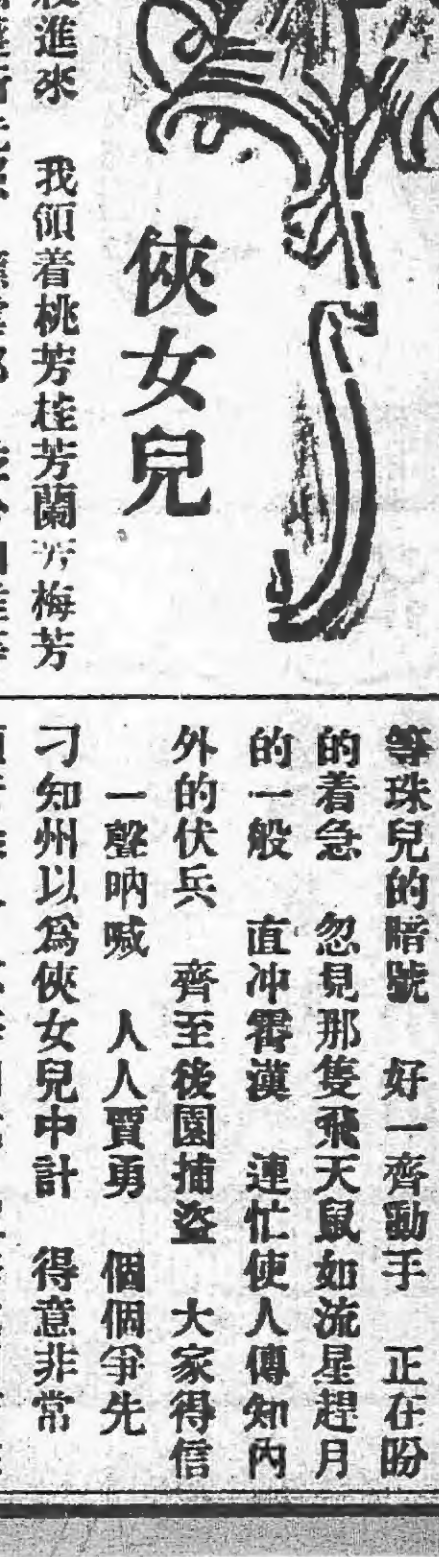 俠女兒
進來　我領着桃芳桂芳蘭芳梅芳
等珠兒的暗號　好一齊動手　正在盼
的着急　忽見那隻飛天鼠如流星趕月
的一般　直冲霄漢　連忙使人傳知內
外的伏兵　齊至後園捕盜　大家得信
一聲吶喊　人人賈勇　個個爭先
刁知州以爲俠女兒中計　得意非常